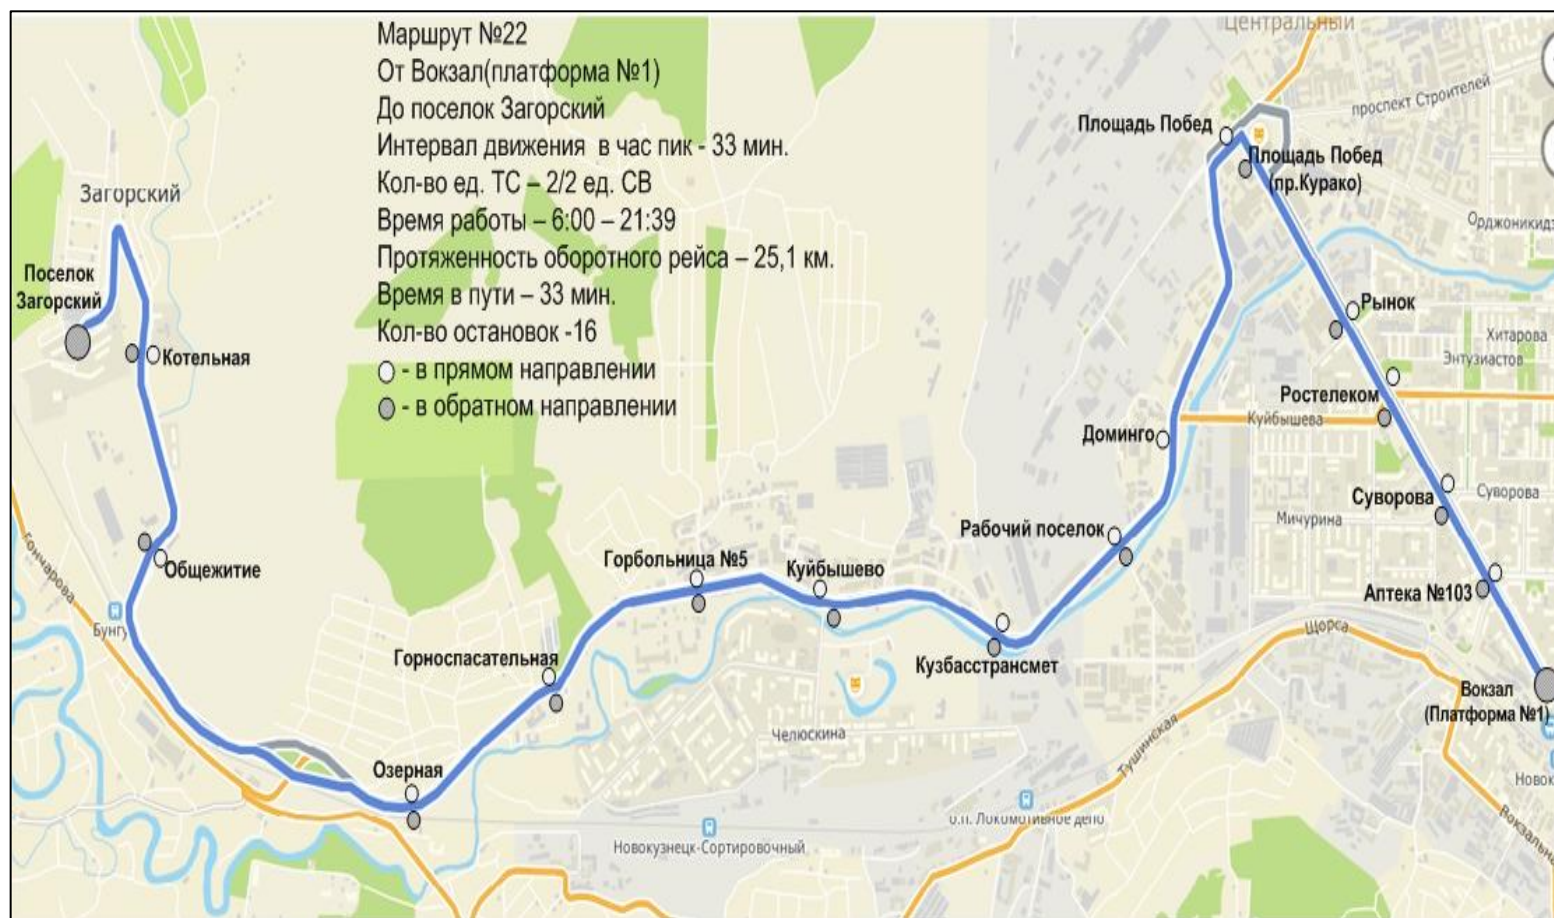 Маршрут №22
От Вокзал(платформа №1)
До поселок Загорский
Интервал движения в час пик - 33 мин.
Кол-во ед. ТС – 2/2 ед. СВ
Время работы – 6:00 – 21:39
Протяженность оборотного рейса – 25,1 км.
Время в пути – 33 мин.
Кол-во остановок -16
- в прямом направлении
- в обратном направлении
Центральный
проспект Строителей
Площадь Побед
Площадь Побед
(пр.Курако)
Загорский
Орджоникидз
Поселок
Загорский
Рынок
Хитарова
Энтузиастов
Котельная
Ростелеком
Куйбышева
Доминго
Суворова
Суворова
Мичурина
Рабочий поселок
Гончарова
Общежитие
Горбольница №5
Куйбышево
Аптека №103
Бунгу
Щорса
Горноспасательная
Кузбасстрансмет
Вокзал
(Платформа №1)
Челюскина
Тушинская
Озерная
Новок
о.п. Локомотивное депо
Вокзальна
Новокузнецк-Сортировочный